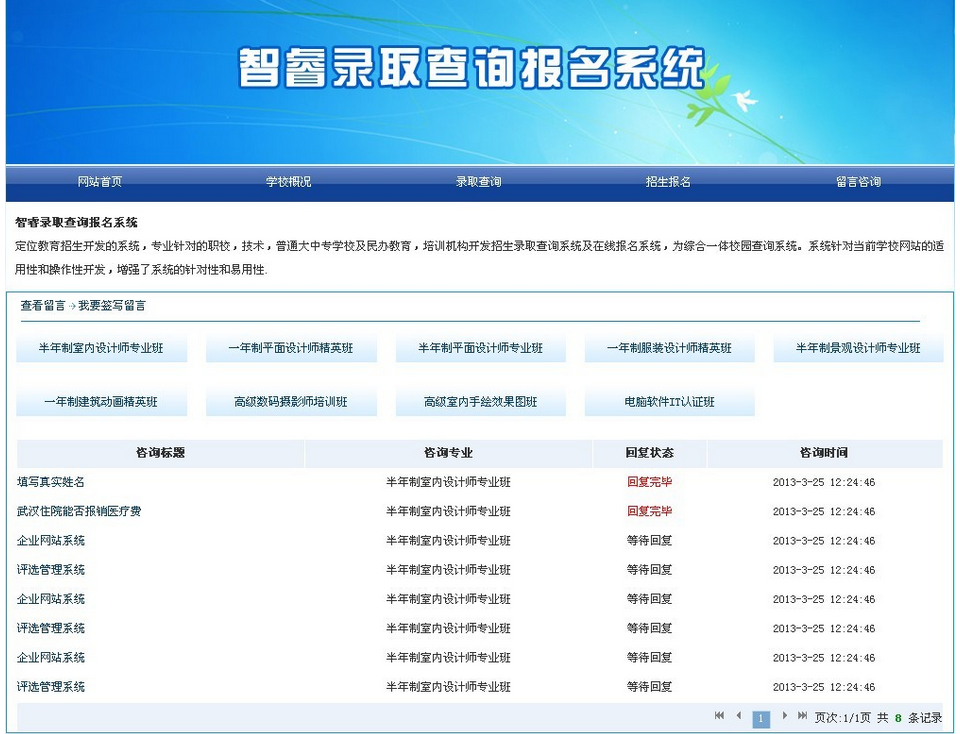 智睿录取查询报名系统
网站首页 学校概况 录取查询 招生报名 留言咨询
智睿录取查询报名系统
定位教育招生开发的系统，专业针对的职校，技术，普通大中专学校及民办教育，培训机构开发招生录取查询系统及在线报名系统，为综合一体校园查询系统。系统针对当前学校网站的适
用性和操作性开发，增强了系统的针对性和易用性.
查看留言→我要签写留言
半年制室内设计师专业班 一年制平面设计师精英班 半年制平面设计师专业班 一年制服装设计师精英班 半年制景观设计师专业班
一年制建筑动画精英班 高级数码摄影师培训班 高级室内手绘效果图班 电脑软件IT认证班
咨询标题 咨询专业 回复状态 咨询时间
填写真实姓名 半年制室内设计师专业班 回复完毕 2013-3-25 12:24:46
武汉住院能否报销医疗费 半年制室内设计师专业班 回复完毕 2013-3-25 12:24:46
企业网站系统 半年制室内设计师专业班 等待回复 2013-3-25 12:24:46
评选管理系统 半年制室内设计师专业班 等待回复 2013-3-25 12:24:46
企业网站系统 半年制室内设计师专业班 等待回复 2013-3-25 12:24:46
评选管理系统 半年制室内设计师专业班 等待回复 2013-3-25 12:24:46
企业网站系统 半年制室内设计师专业班 等待回复 2013-3-25 12:24:46
评选管理系统 半年制室内设计师专业班 等待回复 2013-3-25 12:24:46
1 页次:1/1页 共 8 条记录